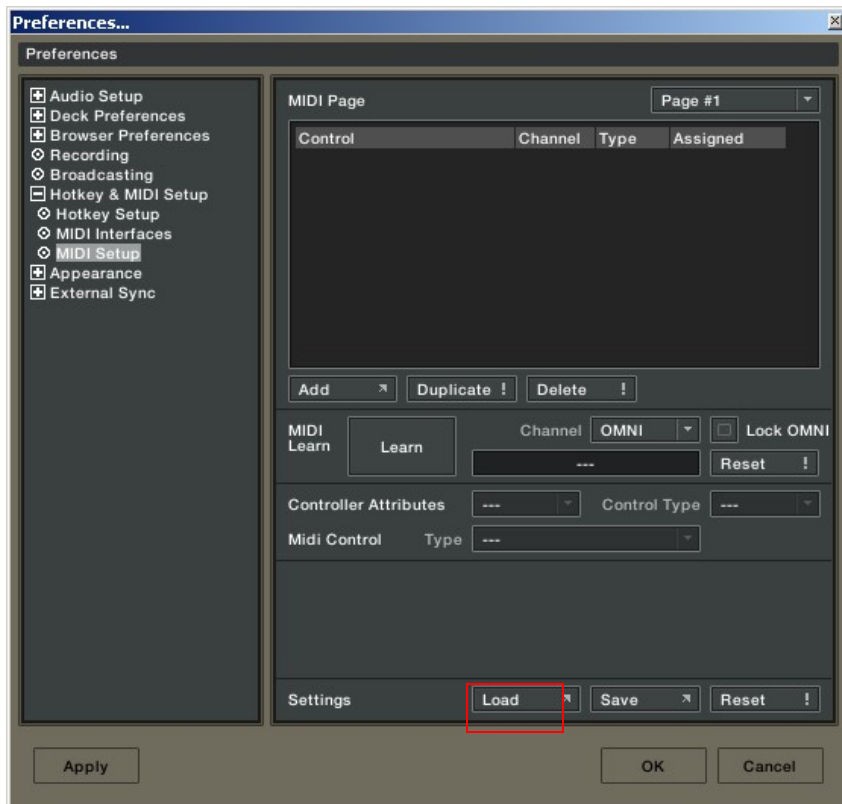 Preferences...
Preferences
Audio Setup
Deck Preferences
Browser Preferences
Recording
Broadcasting
Hotkey & MIDI Setup
Hotkey Setup
MIDI Interfaces
MIDI Setup
Appearance
External Sync
MIDI Page Page #1
Control Channel Type Assigned
Add Duplicate ! Delete !
MIDI Learn Learn Channel OMNI Lock OMNI
--- Reset !
Controller Attributes --- Control Type ---
Midi Control Type ---
Settings Load Save Reset !
Apply OK Cancel